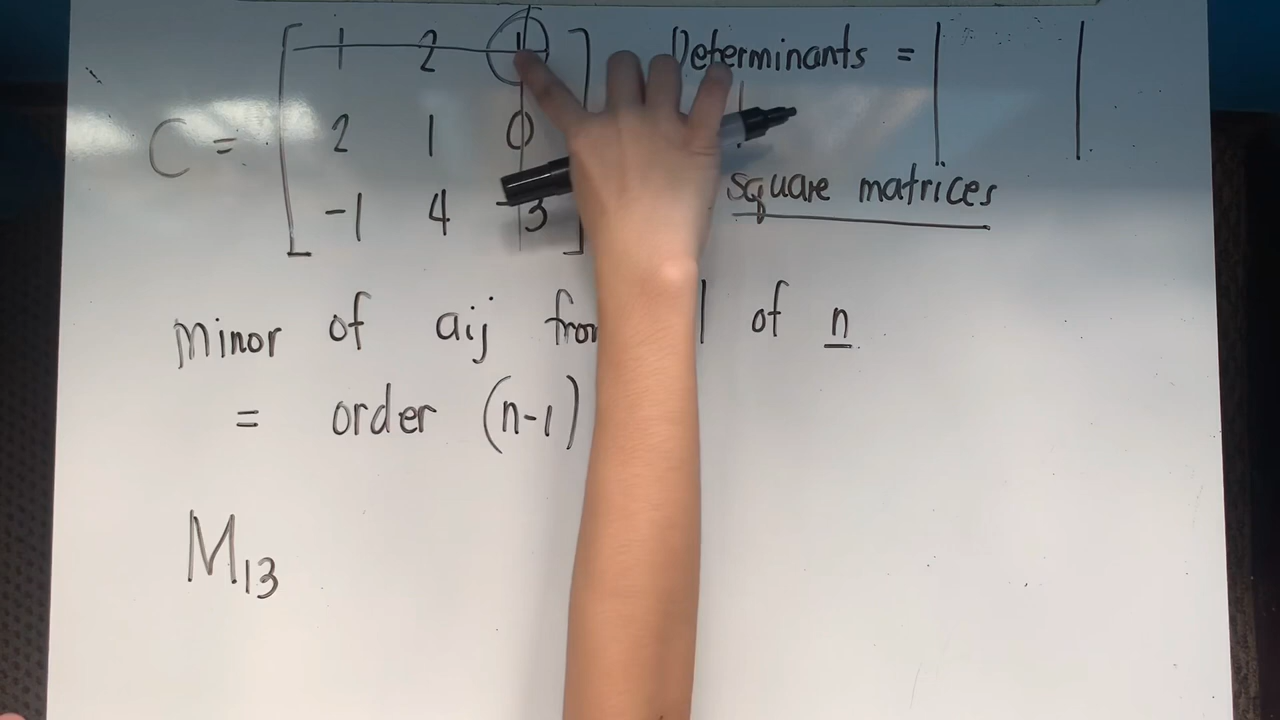 1 2 1
Determinants =
C = 2 1 0
-1 4 3
square matrices
minor of aij of n
= order (n-1)
M13